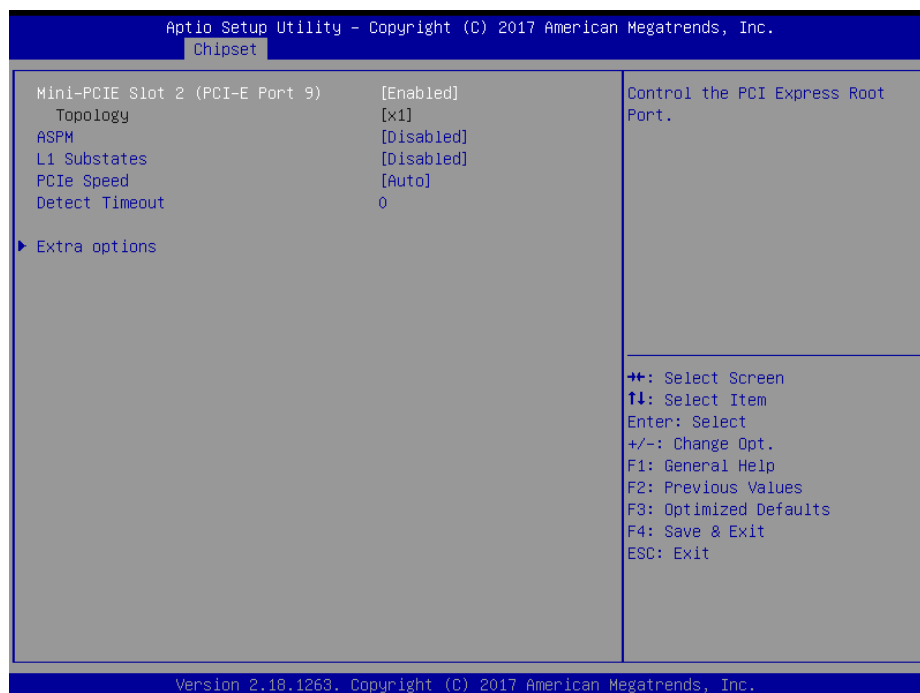 Aptio Setup Utility – Copyright (C) 2017 American Megatrends, Inc.
Chipset
Mini-PCIE Slot 2 (PCI-E Port 9) [Enabled]
Topology [x1]
ASPM [Disabled]
L1 Substates [Disabled]
PCIe Speed [Auto]
Detect Timeout 0
▶ Extra options
Control the PCI Express Root
Port.
→←: Select Screen
↑↓: Select Item
Enter: Select
+/-: Change Opt.
F1: General Help
F2: Previous Values
F3: Optimized Defaults
F4: Save & Exit
ESC: Exit
Version 2.18.1263. Copyright (C) 2017 American Megatrends, Inc.